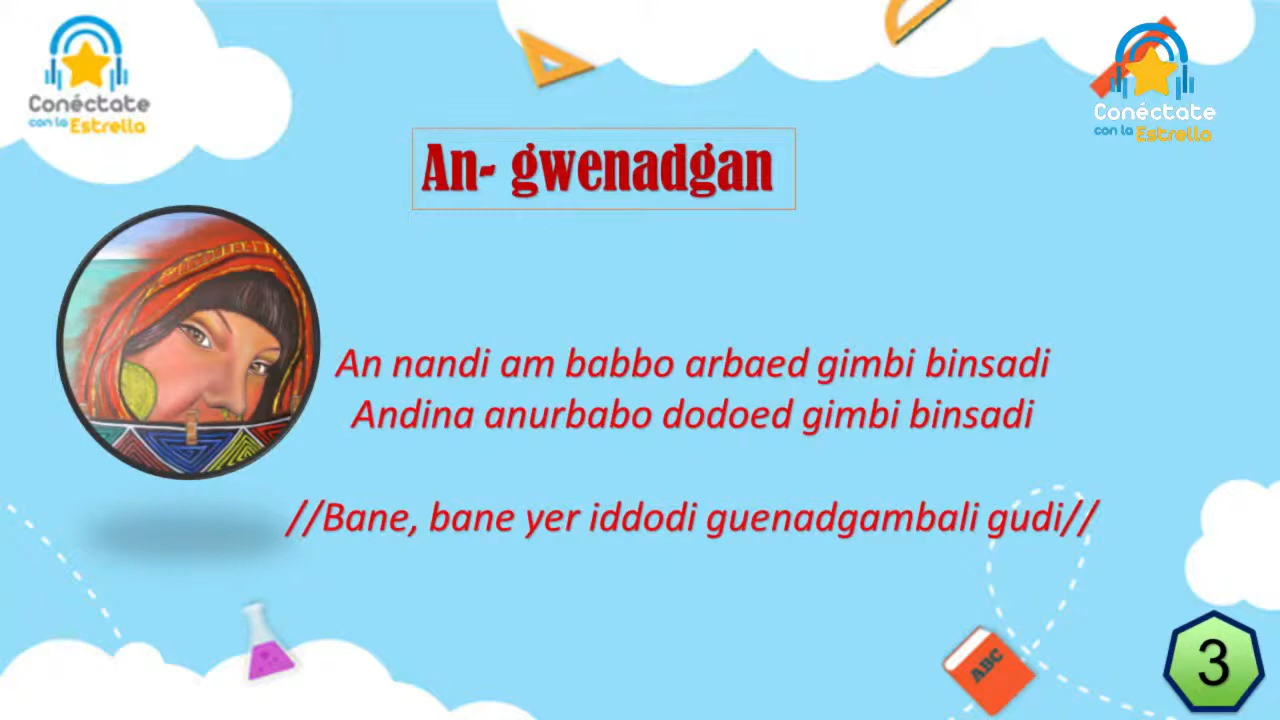 Conéctate
con la Estrella
Conéctate
con la Estrella
An- gwenadgan
An nandi am babbo arbaed gimbi binsadi
Andina anurbabo dodoed gimbi binsadi
//Bane, bane yer iddodi guenadgambali gudi//
ABC
3